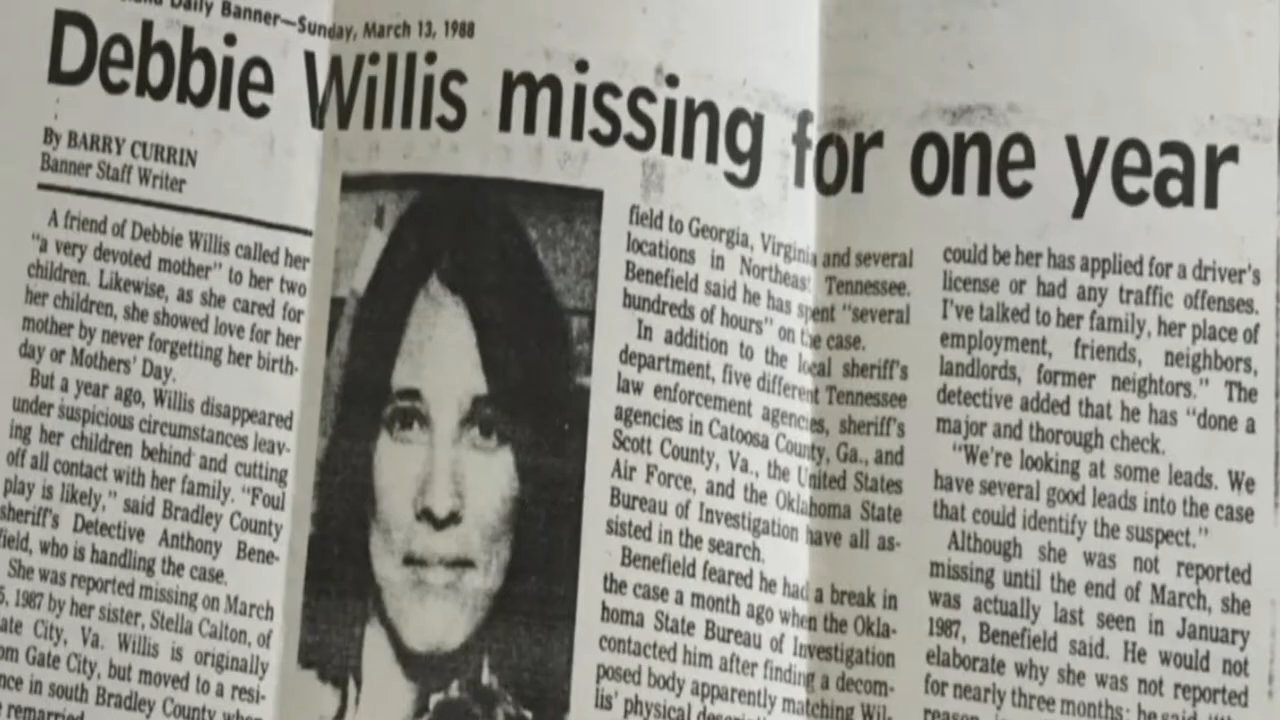 Daily Banner—Sunday, March 13, 1988
Debbie Willis missing for one year
By BARRY CURRIN
Banner Staff Writer
A friend of Debbie Willis called her
"a very devoted mother" to her two
children. Likewise, as she cared for
her children, she showed love for her
mother by never forgetting her birth-
day or Mothers' Day.
But a year ago, Willis disappeared
under suspicious circumstances leav-
ing her children behind and cutting
off all contact with her family. "Foul
play is likely," said Bradley County
sheriff's Detective Anthony Bene-
field, who is handling the case.
She was reported missing on March
5, 1987 by her sister, Stella Calton, of
ate City, Va. Willis is originally
om Gate City, but moved to a resi-
nce in south Bradley County when
remarried
field to Georgia, Virginia and several
locations in Northeast Tennessee.
Benefield said he has spent "several
hundreds of hours" on the case.
In addition to the local sheriff's
department, five different Tennessee
law enforcement agencies, sheriff's
agencies in Catoosa County, Ga., and
Scott County, Va., the United States
Air Force, and the Oklahoma State
Bureau of Investigation have all as-
sisted in the search.
Benefield feared he had a break in
the case a month ago when the Okla-
homa State Bureau of Investigation
contacted him after finding a decom-
posed body apparently matching Wil-
lis' physical
could be her has applied for a driver's
license or had any traffic offenses.
I've talked to her family, her place of
employment, friends, neighbors,
landlords, former neightors." The
detective added that he has "done a
major and thorough check.
"We're looking at some leads. We
have several good leads into the case
that could identify the suspect."
Although she was not reported
missing until the end of March, she
was actually last seen in January
1987, Benefield said. He would not
elaborate why she was not reported
for nearly three months; he said
reason